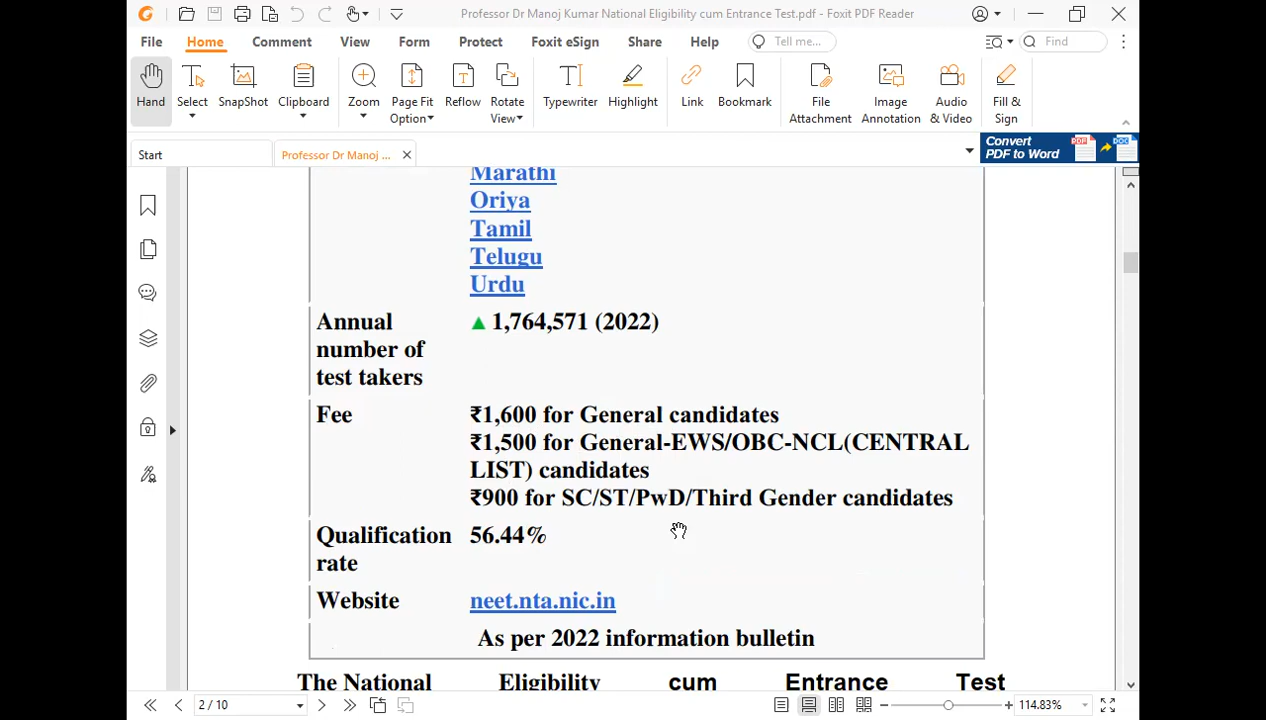 Professor Dr Manoj Kumar National Eligibility cum Entrance Test.pdf - Foxit PDF Reader
File Home Comment View Form Protect Foxit eSign Share Help Tell me... Find
Hand Select SnapShot Clipboard Zoom Page Fit Option Reflow Rotate View Typewriter Highlight Link Bookmark File Attachment Image Annotation Audio & Video Fill & Sign
Start Professor Dr Manoj ... Convert PDF to Word
Marathi
Oriya
Tamil
Telugu
Urdu
Annual ▲ 1,764,571 (2022)
number of
test takers
Fee ₹1,600 for General candidates
₹1,500 for General-EWS/OBC-NCL(CENTRAL
LIST) candidates
₹900 for SC/ST/PwD/Third Gender candidates
Qualification 56.44%
rate
Website neet.nta.nic.in
As per 2022 information bulletin
The National Eligibility cum Entrance Test
2 / 10 114.83%